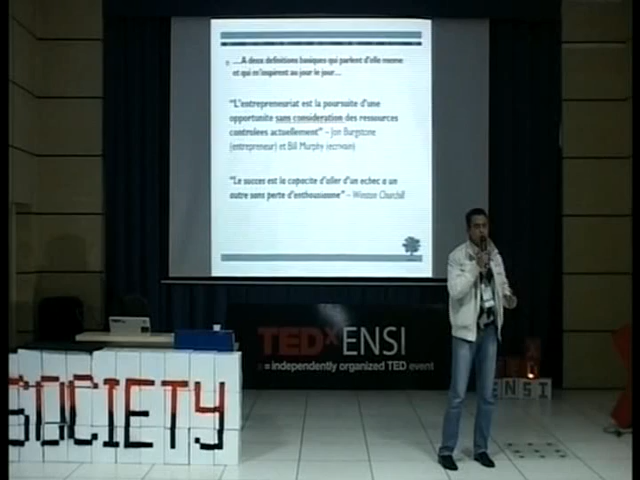 ....A deux definitions basiques qui parlent d'elle meme
et qui m'inspirent au jour le jour...
"L'entrepreneuriat est la poursuite d'une
opportunite sam consideration des ressources
controlees actuellement" – Jon Burgstone
(entrepreneur) et Bill Murphy (ecrivain)
"Le succes est la capacite d'aller d'un echec a un
autre sans perte d'enthousiasme" – Winston Churchill
TEDxENSI
x = independently organized TED event
SOCIETY
ENSI